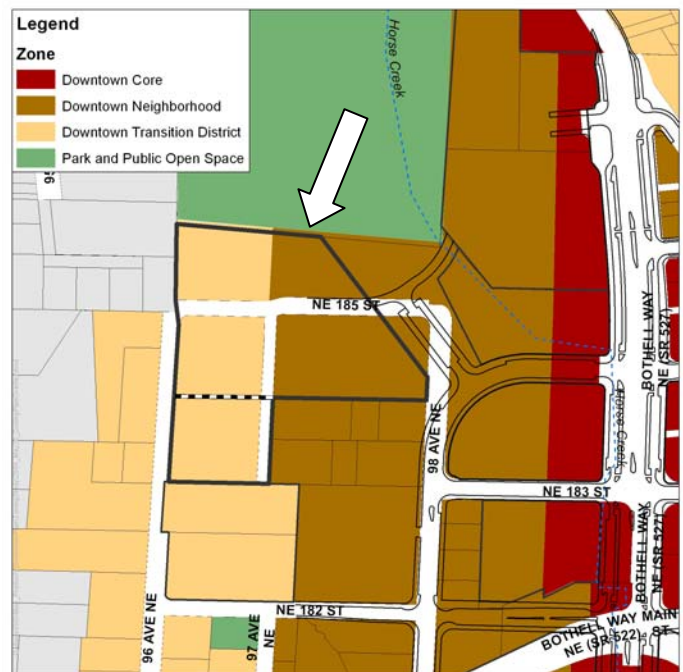 Legend
Zone
Downtown Core
Downtown Neighborhood
Downtown Transition District
Park and Public Open Space
Horse Creek
NE 185 ST
BOTHELL WAY
NE (SR 527)
Horse Creek
98 AVE NE
NE 183 ST
BOTHELL WAY
NE (SR 527)
NE 182 ST
96 AVE NE
97 AVE
NE
BOTHELL WAY
NE (SR-522)
MAIN
ST